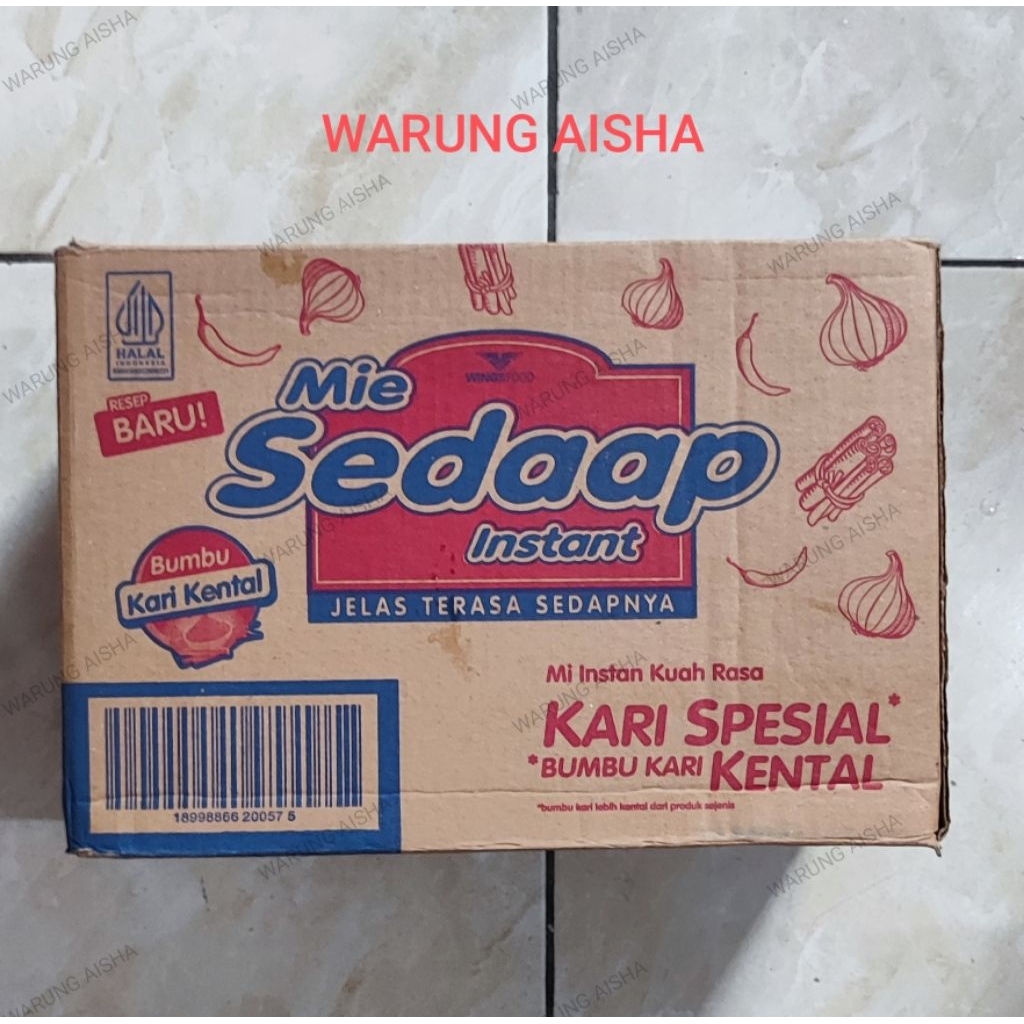 WARUNG AISHA
HALAL
INDONESIA
WINGSFOOD
RESEP
BARU!
Mie
Sedaap
Instant
JELAS TERASA SEDAPNYA
Bumbu
Kari Kental
Mi Instan Kuah Rasa
KARI SPESIAL*
*BUMBU KARI KENTAL
*bumbu kari lebih kental dari produk sejenis
18998866 20057 5